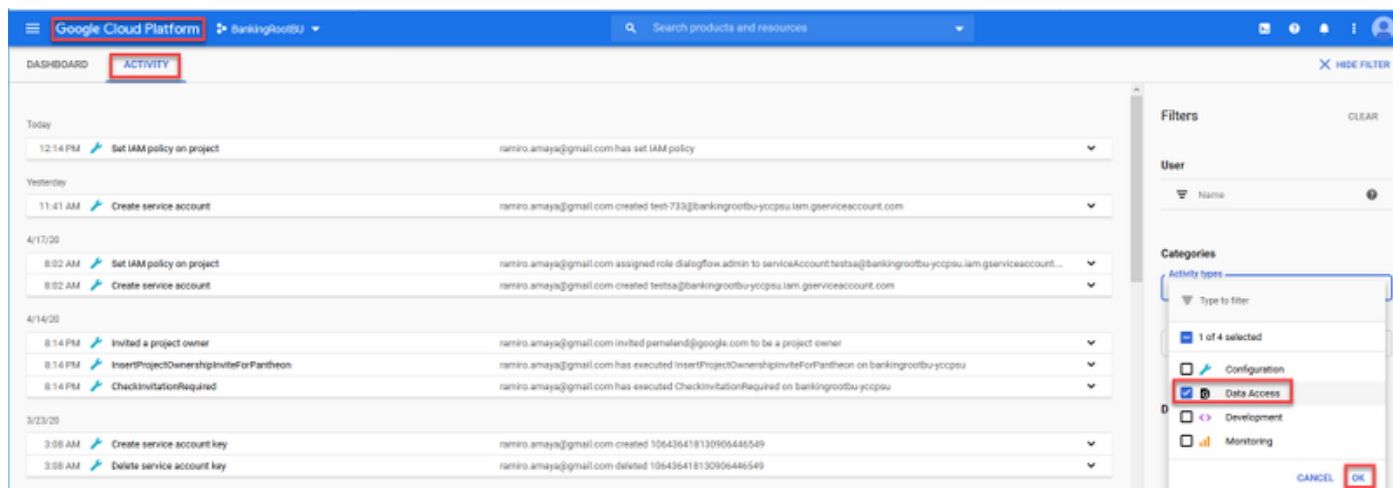 Google Cloud Platform BankingRootBU Search products and resources
DASHBOARD ACTIVITY HIDE FILTER
Today
12:14 PM Set IAM policy on project ramiro.amaya@gmail.com has set IAM policy
Yesterday
11:41 AM Create service account ramiro.amaya@gmail.com created test-733@bankingrootbu-yccpsu.iam.gserviceaccount.com
4/17/20
8:02 AM Set IAM policy on project ramiro.amaya@gmail.com assigned role dialogflow.admin to serviceAccount:testsa@bankingrootbu-yccpsu.iam.gserviceaccount....
8:02 AM Create service account ramiro.amaya@gmail.com created testsa@bankingrootbu-yccpsu.iam.gserviceaccount.com
4/14/20
8:14 PM Invited a project owner ramiro.amaya@gmail.com invited pemelend@google.com to be a project owner
8:14 PM InsertProjectOwnershipInviteForPantheon ramiro.amaya@gmail.com has executed InsertProjectOwnershipInviteForPantheon on bankingrootbu-yccpsu
8:14 PM CheckInvitationRequired ramiro.amaya@gmail.com has executed CheckInvitationRequired on bankingrootbu-yccpsu
3/23/20
3:08 AM Create service account key ramiro.amaya@gmail.com created 106436418130906446549
3:08 AM Delete service account key ramiro.amaya@gmail.com deleted 106436418130906446549
Filters CLEAR
User
Name
Categories
Activity types
Type to filter
1 of 4 selected
Configuration
Data Access
Development
Monitoring
CANCEL OK